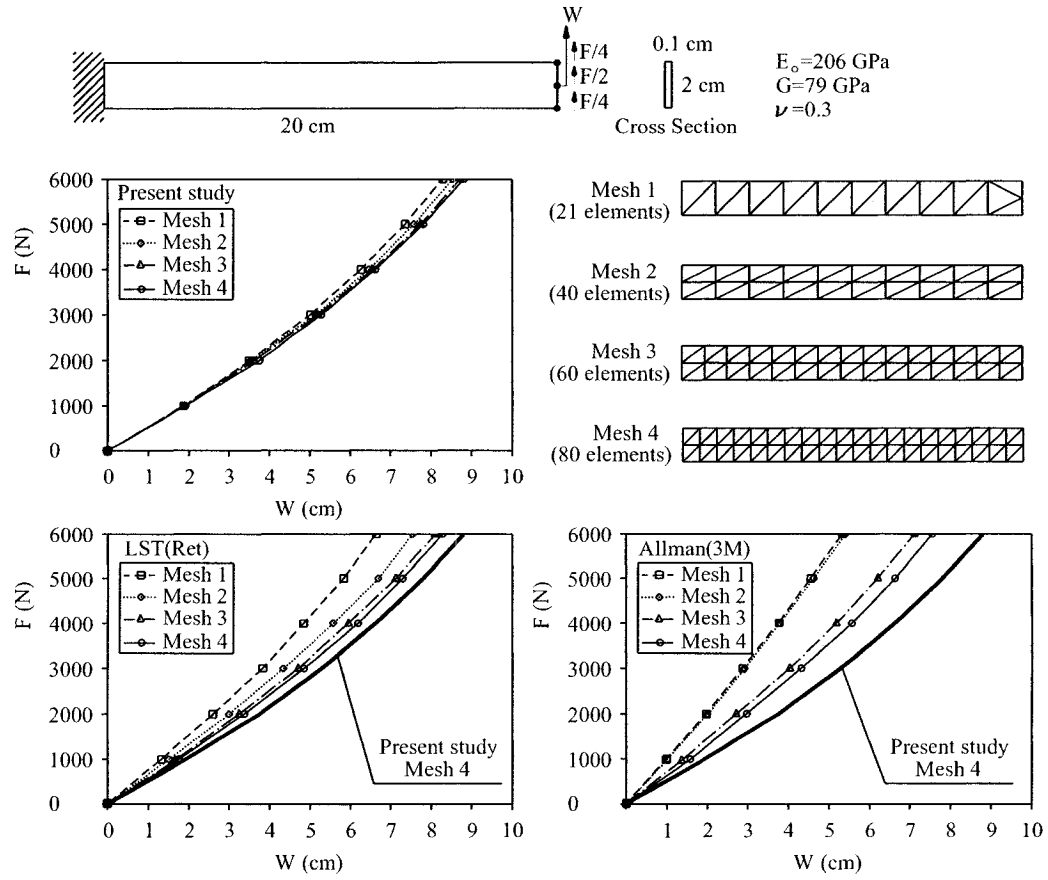 W
F/4
F/2
F/4
20 cm
0.1 cm
2 cm
Cross Section
Eₒ=206 GPa
G=79 GPa
ν=0.3
Present study
Mesh 1
Mesh 2
Mesh 3
Mesh 4
F (N)
6000
5000
4000
3000
2000
1000
0
0 1 2 3 4 5 6 7 8 9 10
W (cm)
Mesh 1
(21 elements)
Mesh 2
(40 elements)
Mesh 3
(60 elements)
Mesh 4
(80 elements)
LST(Ret)
Mesh 1
Mesh 2
Mesh 3
Mesh 4
F (N)
6000
5000
4000
3000
2000
1000
0
Present study
Mesh 4
0 1 2 3 4 5 6 7 8 9 10
W (cm)
Allman(3M)
Mesh 1
Mesh 2
Mesh 3
Mesh 4
F (N)
6000
5000
4000
3000
2000
1000
0
Present study
Mesh 4
1 2 3 4 5 6 7 8 9 10
W (cm)